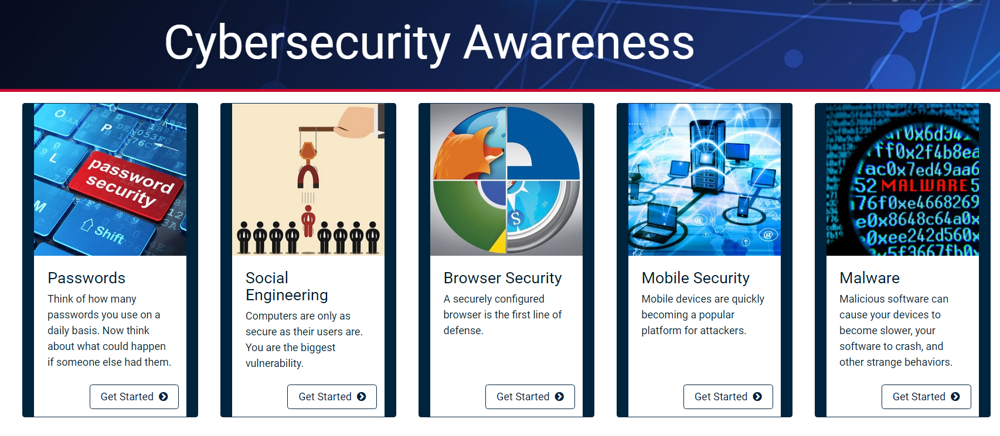 Cybersecurity Awareness
O
P
L
M
password
security
Shift
MALWARE
52
5
ff0x2f4b8ea
ac0x7ed49aa6
76f0xe4668269
e0x8648c64a0x
0xee242d560x
Passwords
Think of how many
passwords you use on a
daily basis. Now think
about what could happen
if someone else had them.
Get Started
Social
Engineering
Computers are only as
secure as their users are.
You are the biggest
vulnerability.
Get Started
Browser Security
A securely configured
browser is the first line of
defense.
Get Started
Mobile Security
Mobile devices are quickly
becoming a popular
platform for attackers.
Get Started
Malware
Malicious software can
cause your devices to
become slower, your
software to crash, and
other strange behaviors.
Get Started